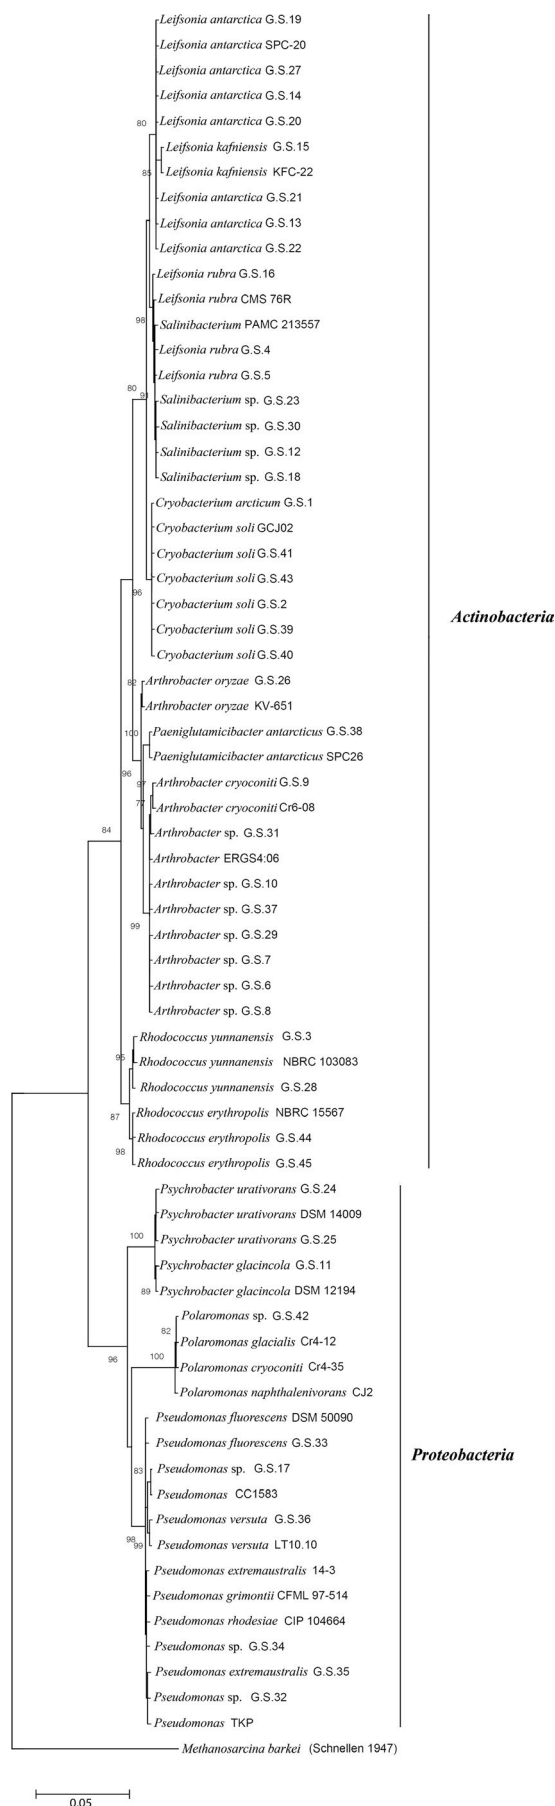 Leifsonia antarctica G.S.19
Leifsonia antarctica SPC-20
Leifsonia antarctica G.S.27
Leifsonia antarctica G.S.14
Leifsonia antarctica G.S.20
80
Leifsonia kafniensis G.S.15
Leifsonia kafniensis KFC-22
85
Leifsonia antarctica G.S.21
Leifsonia antarctica G.S.13
Leifsonia antarctica G.S.22
Leifsonia rubra G.S.16
Leifsonia rubra CMS 76R
98
Salinibacterium PAMC 213557
Leifsonia rubra G.S.4
Leifsonia rubra G.S.5
80
91
Salinibacterium sp. G.S.23
Salinibacterium sp. G.S.30
Salinibacterium sp. G.S.12
Salinibacterium sp. G.S.18
Cryobacterium arcticum G.S.1
Cryobacterium soli GCJ02
Cryobacterium soli G.S.41
Cryobacterium soli G.S.43
96
Cryobacterium soli G.S.2
Actinobacteria
Cryobacterium soli G.S.39
Cryobacterium soli G.S.40
82
Arthrobacter oryzae G.S.26
Arthrobacter oryzae KV-651
100
Paeniglutamicibacter antarcticus G.S.38
Paeniglutamicibacter antarcticus SPC26
96
97
Arthrobacter cryoconiti G.S.9
77
Arthrobacter cryoconiti Cr6-08
84
Arthrobacter sp. G.S.31
Arthrobacter ERGS4:06
Arthrobacter sp. G.S.10
Arthrobacter sp. G.S.37
99
Arthrobacter sp. G.S.29
Arthrobacter sp. G.S.7
Arthrobacter sp. G.S.6
Arthrobacter sp. G.S.8
Rhodococcus yunnanensis G.S.3
95
Rhodococcus yunnanensis NBRC 103083
Rhodococcus yunnanensis G.S.28
87
Rhodococcus erythropolis NBRC 15567
Rhodococcus erythropolis G.S.44
98
Rhodococcus erythropolis G.S.45
Psychrobacter urativorans G.S.24
Psychrobacter urativorans DSM 14009
100
Psychrobacter urativorans G.S.25
Psychrobacter glacincola G.S.11
89
Psychrobacter glacincola DSM 12194
Polaromonas sp. G.S.42
82
Polaromonas glacialis Cr4-12
96
100
Polaromonas cryoconiti Cr4-35
Polaromonas naphthalenivorans CJ2
Pseudomonas fluorescens DSM 50090
Pseudomonas fluorescens G.S.33
Proteobacteria
83
Pseudomonas sp. G.S.17
Pseudomonas CC1583
Pseudomonas versuta G.S.36
98
99
Pseudomonas versuta LT10.10
Pseudomonas extremaustralis 14-3
Pseudomonas grimontii CFML 97-514
Pseudomonas rhodesiae CIP 104664
Pseudomonas sp. G.S.34
Pseudomonas extremaustralis G.S.35
Pseudomonas sp. G.S.32
Pseudomonas TKP
Methanosarcina barkei (Schnellen 1947)
0.05